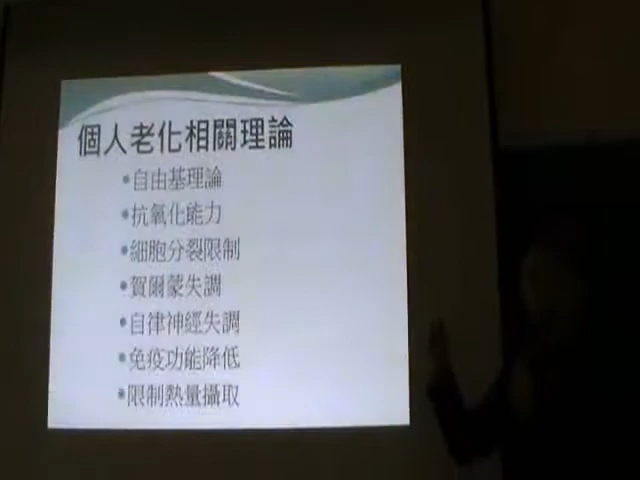 個人老化相關理論
•自由基理論
•抗氧化能力
•細胞分裂限制
•賀爾蒙失調
•自律神經失調
•免疫功能降低
•限制熱量攝取